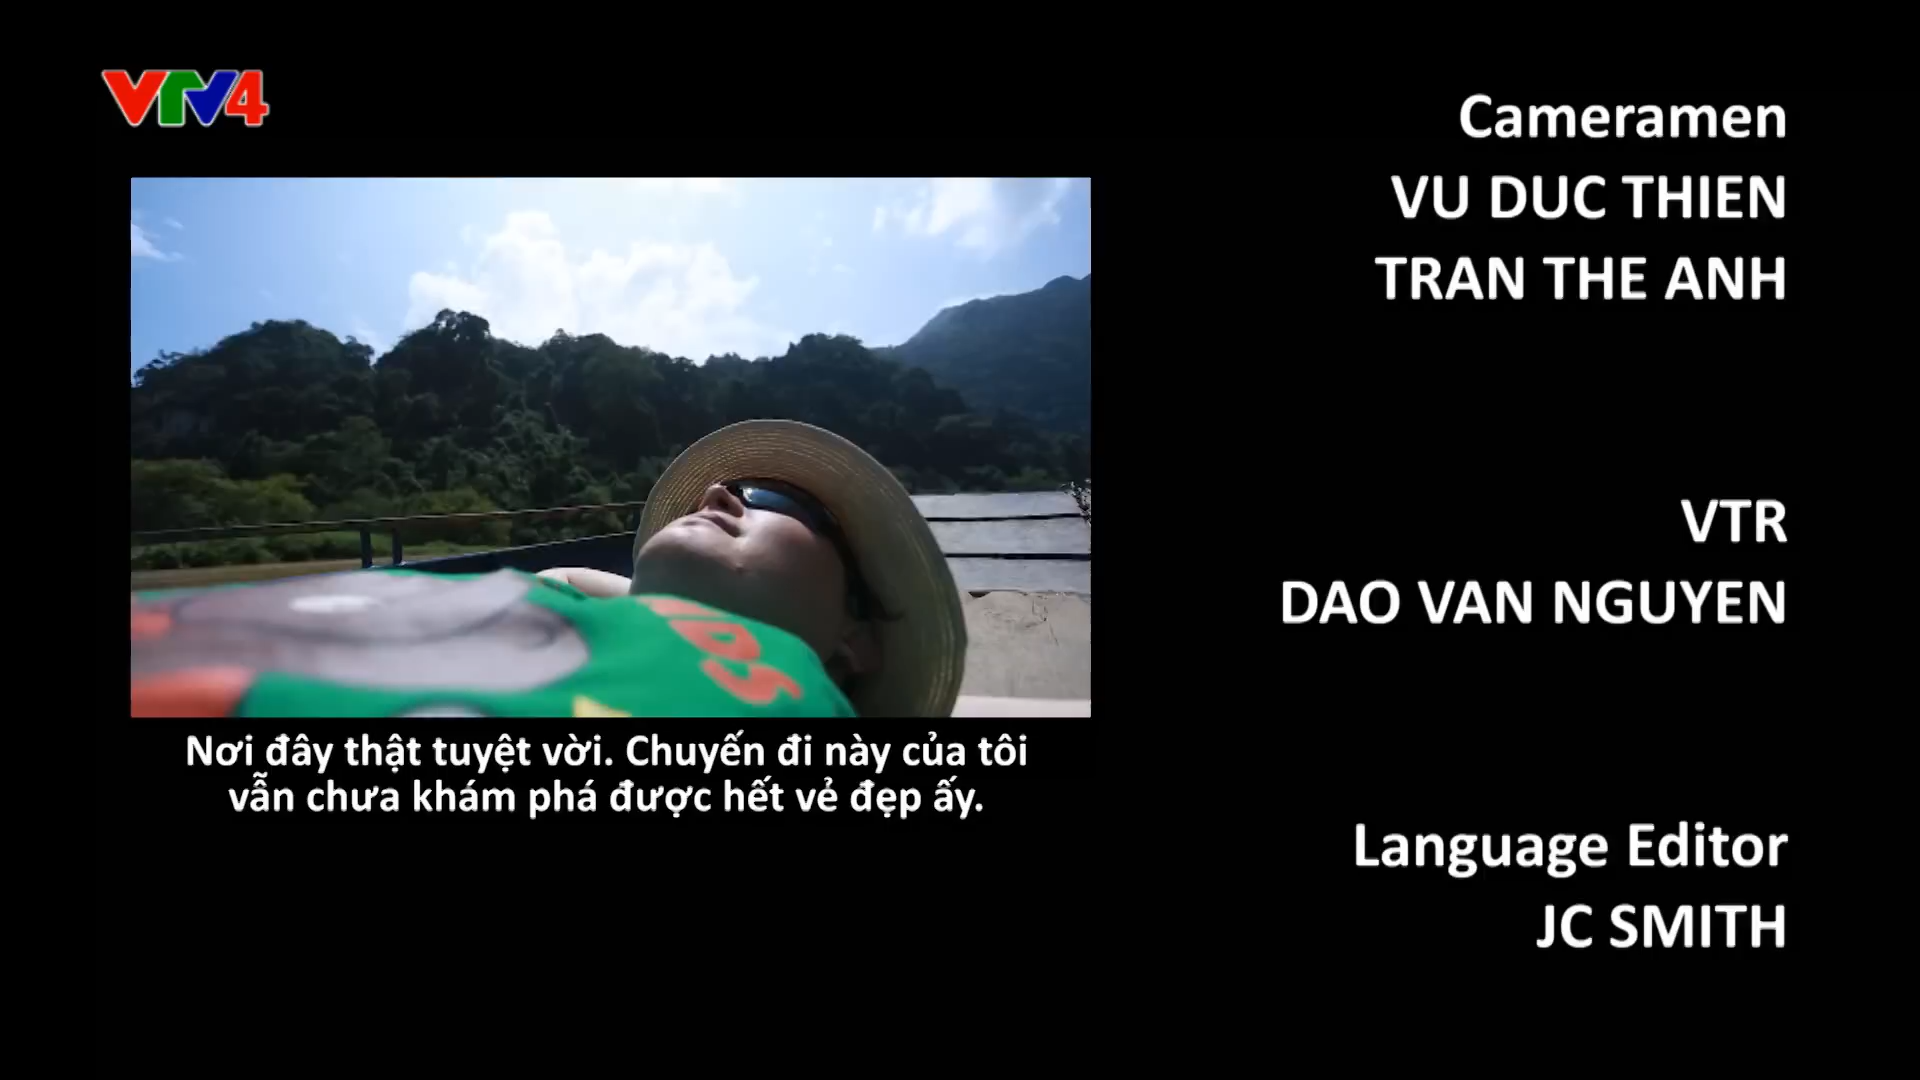 VTV4
Cameramen
VU DUC THIEN
TRAN THE ANH
VTR
DAO VAN NGUYEN
Language Editor
JC SMITH
Nơi đây thật tuyệt vời. Chuyến đi này của tôi
vẫn chưa khám phá được hết vẻ đẹp ấy.